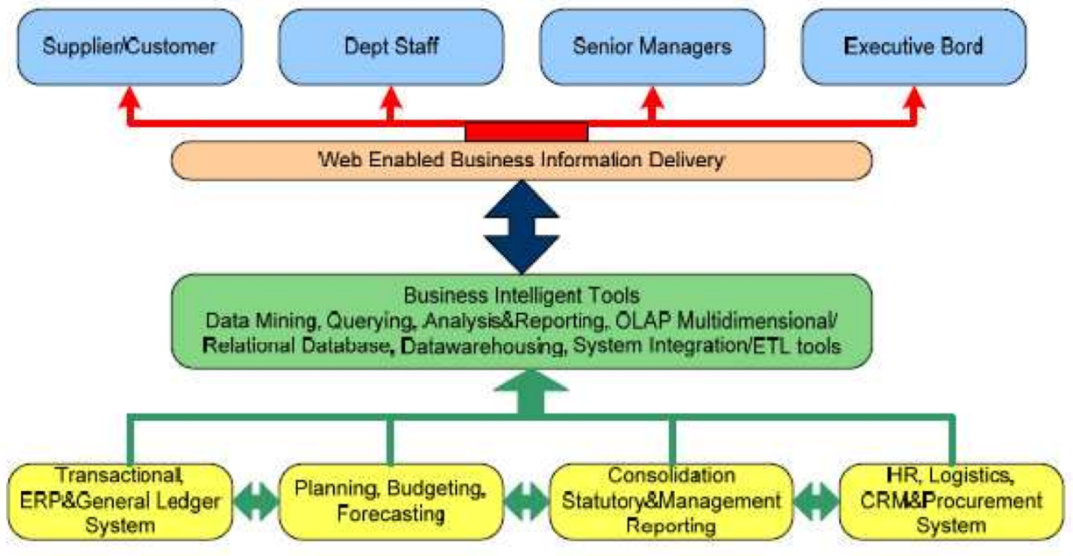 Supplier/Customer
Dept Staff
Senior Managers
Executive Bord
Web Enabled Business Information Delivery
Business Intelligent Tools
Data Mining, Querying, Analysis&Reporting, OLAP Multidimensional/
Relational Database, Datawarehousing, System Integration/ETL tools
Transactional,
ERP&General Ledger
System
Planning, Budgeting,
Forecasting
Consolidation
Statutory&Management
Reporting
HR, Logistics,
CRM&Procurement
System